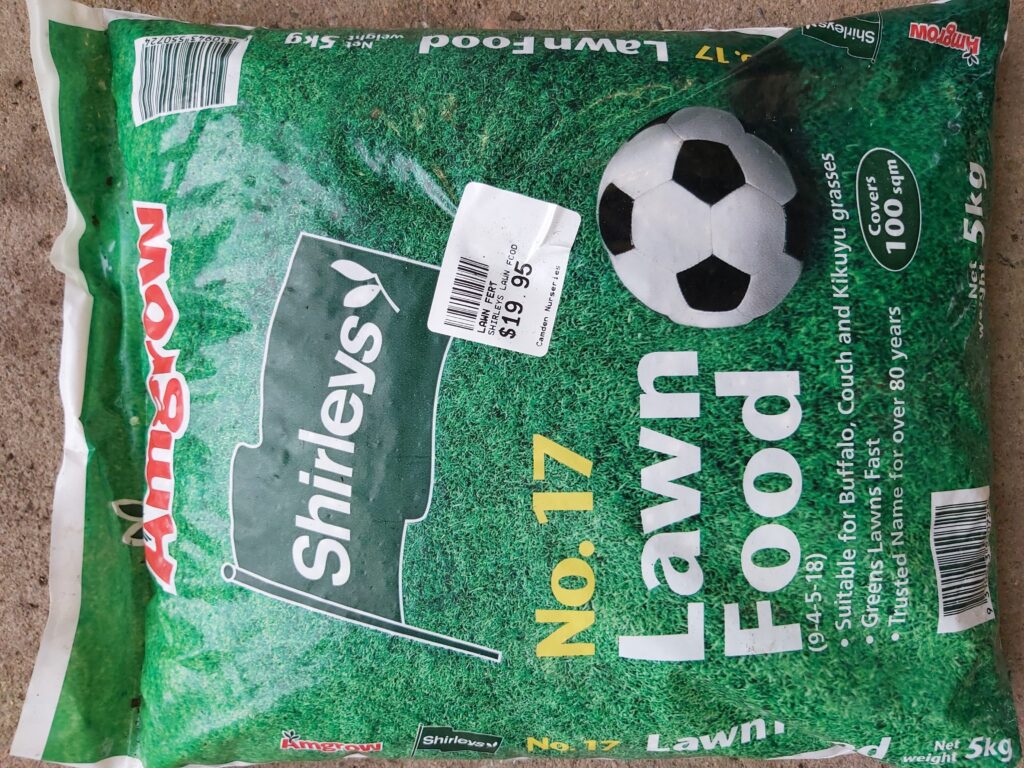 Amgrow
Shirleys
LAWN FERT
SHIRLEYS LAWN FOOD
$19.95
Camden Nurseries
No.17
Lawn
Food
(9-4-5-18)
• Suitable for Buffalo, Couch and Kikuyu grasses
• Greens Lawns Fast
• Trusted Name for over 80 years
Covers
100 sqm
Net
5kg
Lawn Food
Net
weight 5kg
Shirleys
Amgrow
Amgrow
Shirleys
No. 17
Lawn
Net
weight 5kg